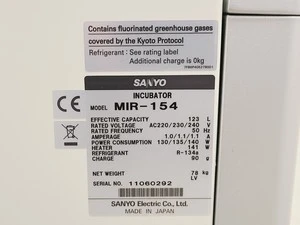 Contains fluorinated greenhouse gases
covered by the Kyoto Protocol
Refrigerant : See rating label
Additional charge is 0kg
SANYO
INCUBATOR
MODEL MIR-154
EFFECTIVE CAPACITY 123 L
RATED VOLTAGE AC220/230/240 V
RATED FREQUENCY 50 Hz
AMPERAGE 1.0/1.1/1.1 A
POWER CONSUMPTION 130/135/140 W
HEATER 141 W
REFRIGERANT R-134a
CHARGE 90 g
NET WEIGHT 78 kg
LV
SERIAL NO. 11060292
SANYO Electric Co., Ltd.
MADE IN JAPAN
CE